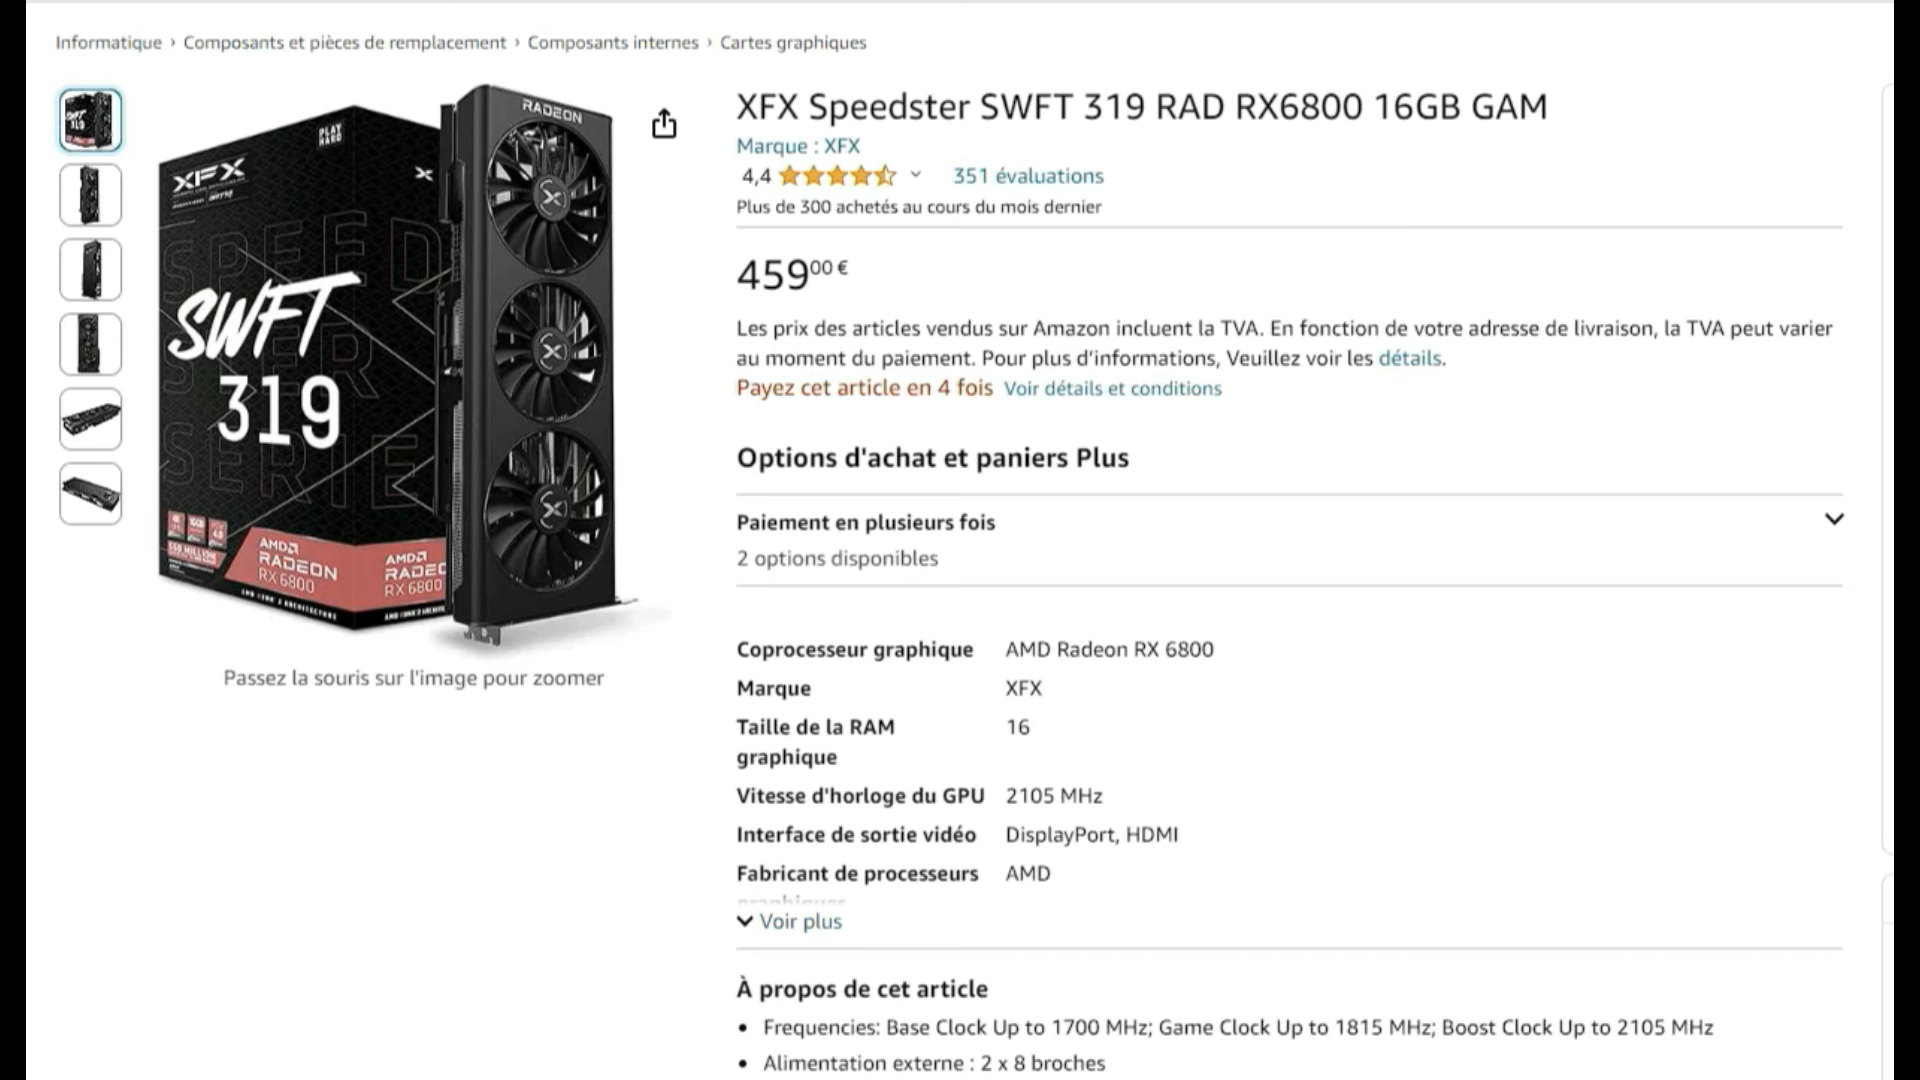 Informatique › Composants et pièces de remplacement › Composants internes › Cartes graphiques
XFX
PLAY
HARD
SPEED
STER
SERIE
SWFT
319
AMD
RADEON
RX 6800
AMD
RADEO
RX 6800
RADEON
Passez la souris sur l'image pour zoomer
XFX Speedster SWFT 319 RAD RX6800 16GB GAM
Marque : XFX
4,4
351 évaluations
Plus de 300 achetés au cours du mois dernier
459 00 €
Les prix des articles vendus sur Amazon incluent la TVA. En fonction de votre adresse de livraison, la TVA peut varier
au moment du paiement. Pour plus d'informations, Veuillez voir les détails.
Payez cet article en 4 fois Voir détails et conditions
Options d'achat et paniers Plus
Paiement en plusieurs fois
2 options disponibles
Coprocesseur graphique AMD Radeon RX 6800
Marque XFX
Taille de la RAM 16
graphique
Vitesse d'horloge du GPU 2105 MHz
Interface de sortie vidéo DisplayPort, HDMI
Fabricant de processeurs AMD
Voir plus
À propos de cet article
• Frequencies: Base Clock Up to 1700 MHz; Game Clock Up to 1815 MHz; Boost Clock Up to 2105 MHz
• Alimentation externe : 2 x 8 broches